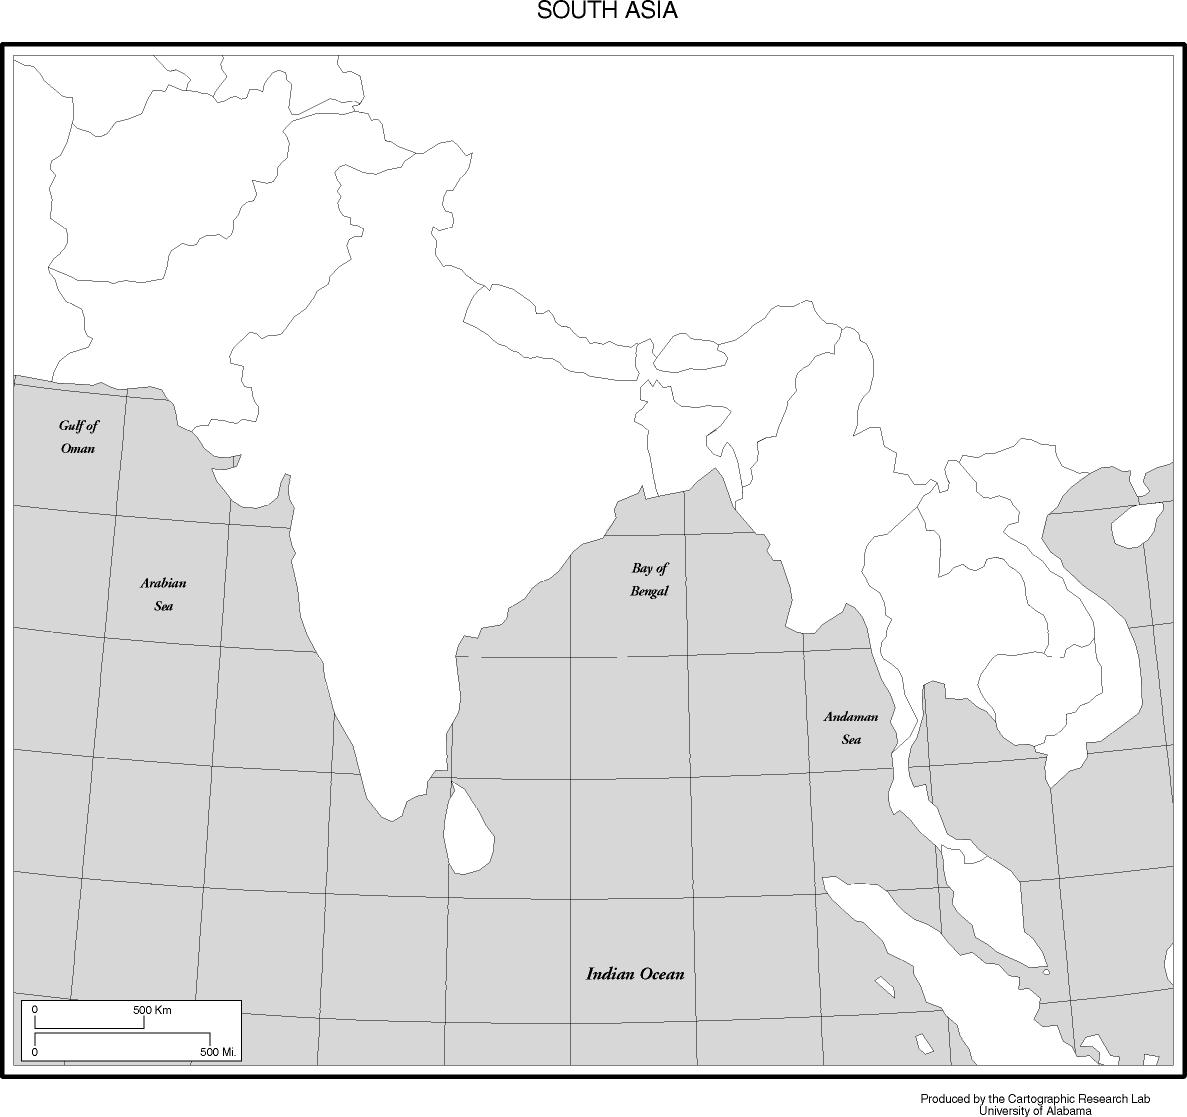 SOUTH ASIA
Gulf of
Oman
Arabian
Sea
Bay of
Bengal
Andaman
Sea
Indian Ocean
0 500 Km
0 500 Mi.
Produced by the Cartographic Research Lab
University of Alabama